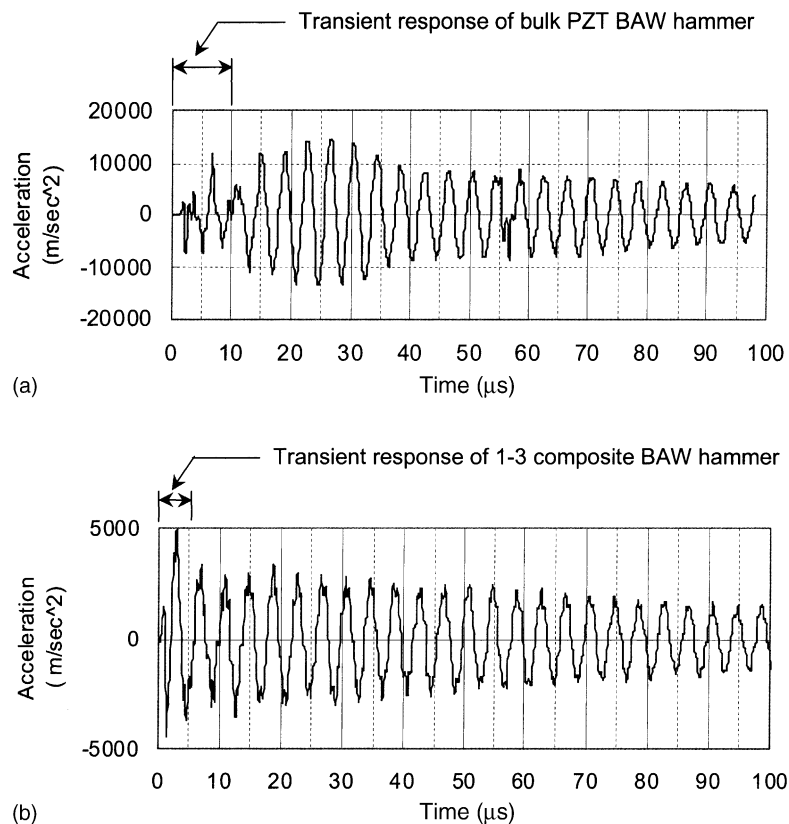 Transient response of bulk PZT BAW hammer
Acceleration
(m/sec^2)
20000
10000
0
-10000
-20000
0 10 20 30 40 50 60 70 80 90 100
(a)
Time (μs)
Transient response of 1-3 composite BAW hammer
Acceleration
( m/sec^2)
5000
0
-5000
0 10 20 30 40 50 60 70 80 90 100
(b)
Time (μs)